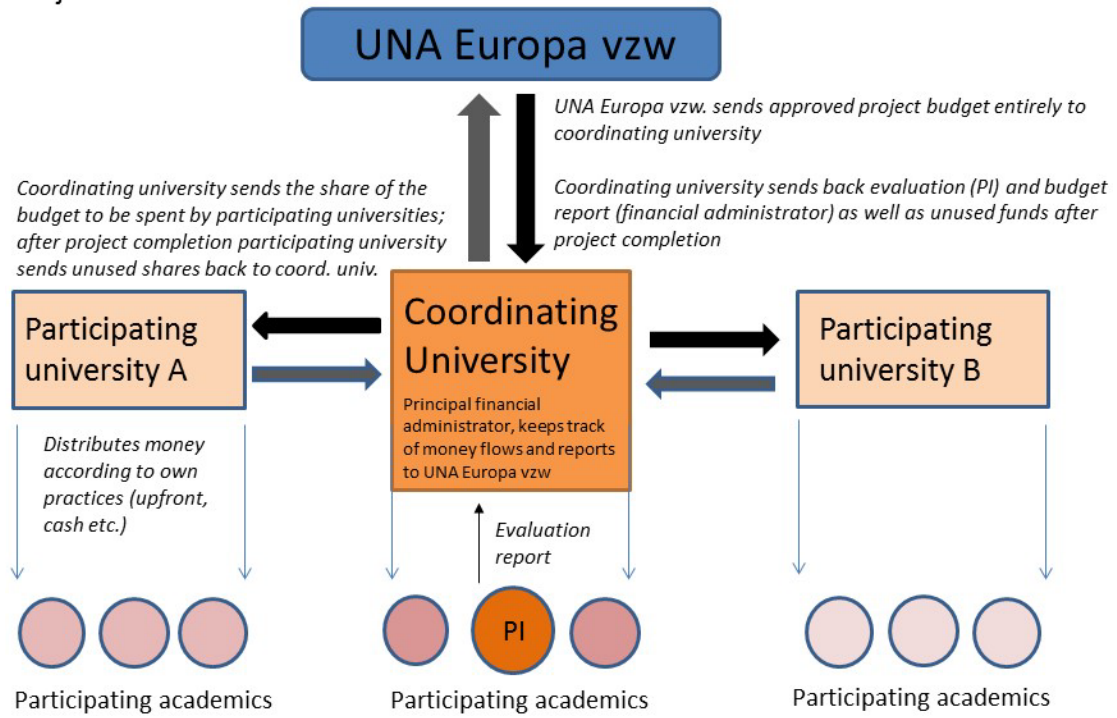 UNA Europa vzw
UNA Europa vzw. sends approved project budget entirely to
coordinating university
Coordinating university sends the share of the
budget to be spent by participating universities;
after project completion participating university
sends unused shares back to coord. univ.
Coordinating university sends back evaluation (PI) and budget
report (financial administrator) as well as unused funds after
project completion
Participating
university A
Coordinating
University
Principal financial
administrator, keeps track
of money flows and reports
to UNA Europa vzw
Participating
university B
Distributes money
according to own
practices (upfront,
cash etc.)
Evaluation
report
PI
Participating academics
Participating academics
Participating academics